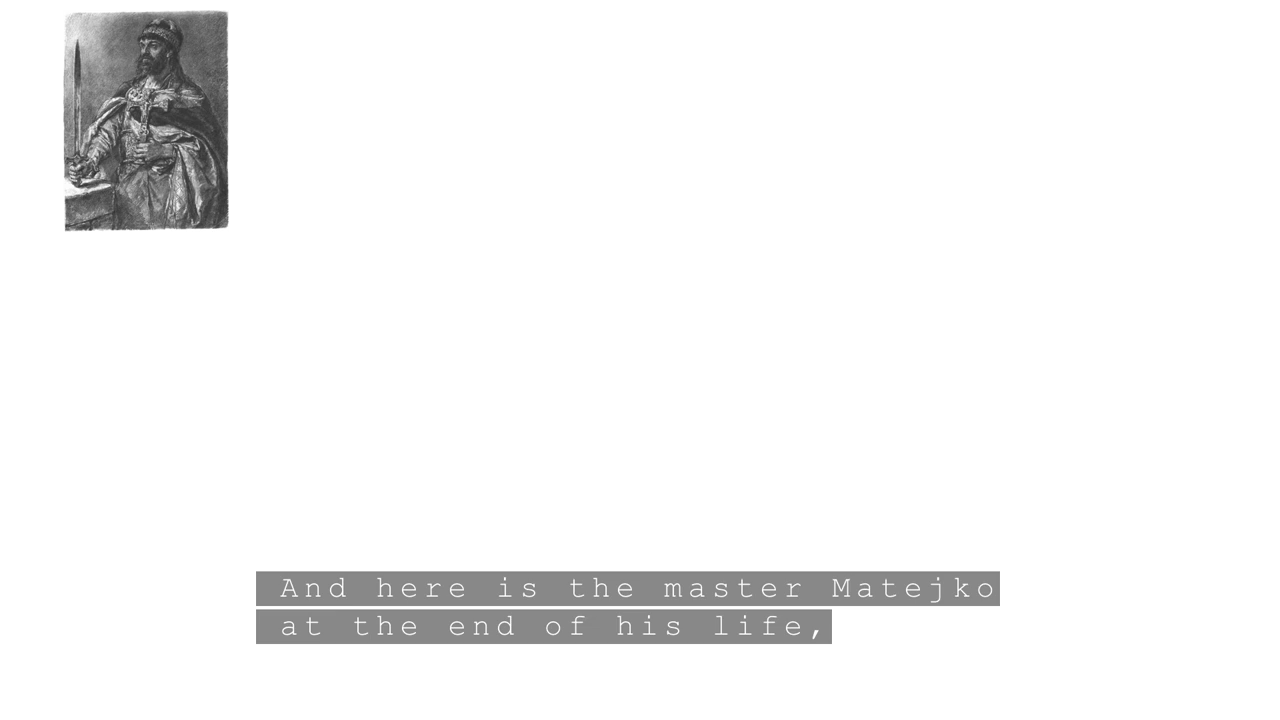 And here is the master Matejko
at the end of his life,